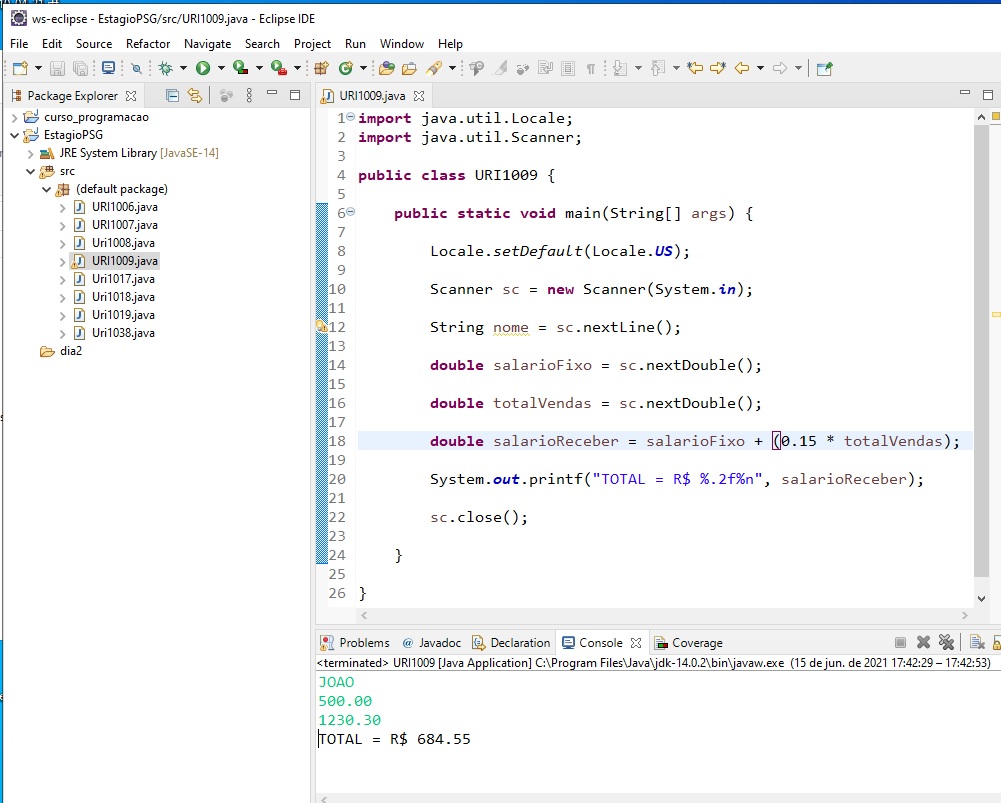 ws-eclipse - EstagioPSG/src/URI1009.java - Eclipse IDE
File Edit Source Refactor Navigate Search Project Run Window Help
Package Explorer
curso_programacao
EstagioPSG
JRE System Library [JavaSE-14]
src
(default package)
URI1006.java
URI1007.java
Uri1008.java
URI1009.java
Uri1017.java
Uri1018.java
Uri1019.java
Uri1038.java
dia2
URI1009.java
1 import java.util.Locale;
2 import java.util.Scanner;
3
4 public class URI1009 {
5
6     public static void main(String[] args) {
7
8         Locale.setDefault(Locale.US);
9
10         Scanner sc = new Scanner(System.in);
11
12         String nome = sc.nextLine();
13
14         double salarioFixo = sc.nextDouble();
15
16         double totalVendas = sc.nextDouble();
17
18         double salarioReceber = salarioFixo + (0.15 * totalVendas);
19
20         System.out.printf("TOTAL = R$ %.2f%n", salarioReceber);
21
22         sc.close();
23
24     }
25
26 }
Problems @ Javadoc Declaration Console Coverage
<terminated> URI1009 [Java Application] C:\Program Files\Java\jdk-14.0.2\bin\javaw.exe (15 de jun. de 2021 17:42:29 – 17:42:53)
JOAO
500.00
1230.30
TOTAL = R$ 684.55